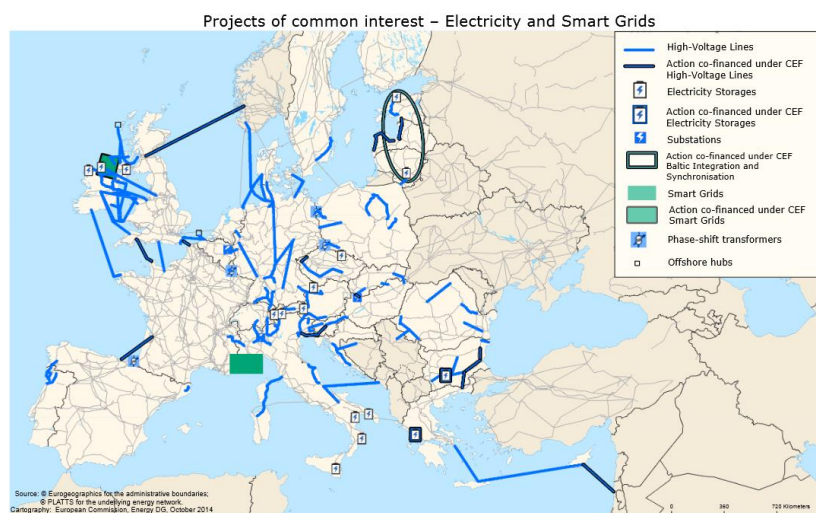 Projects of common interest – Electricity and Smart Grids
High-Voltage Lines
Action co-financed under CEF
High-Voltage Lines
Electricity Storages
Action co-financed under CEF
Electricity Storages
Substations
Action co-financed under CEF
Baltic Integration and
Synchronisation
Smart Grids
Action co-financed under CEF
Smart Grids
Phase-shift transformers
Offshore hubs
Source: © Eurogeographics for the administrative boundaries;
® PLATTS for the underlying energy network.
Cartography: European Commission, Energy DG, October 2014
0 360 720 Kilometers